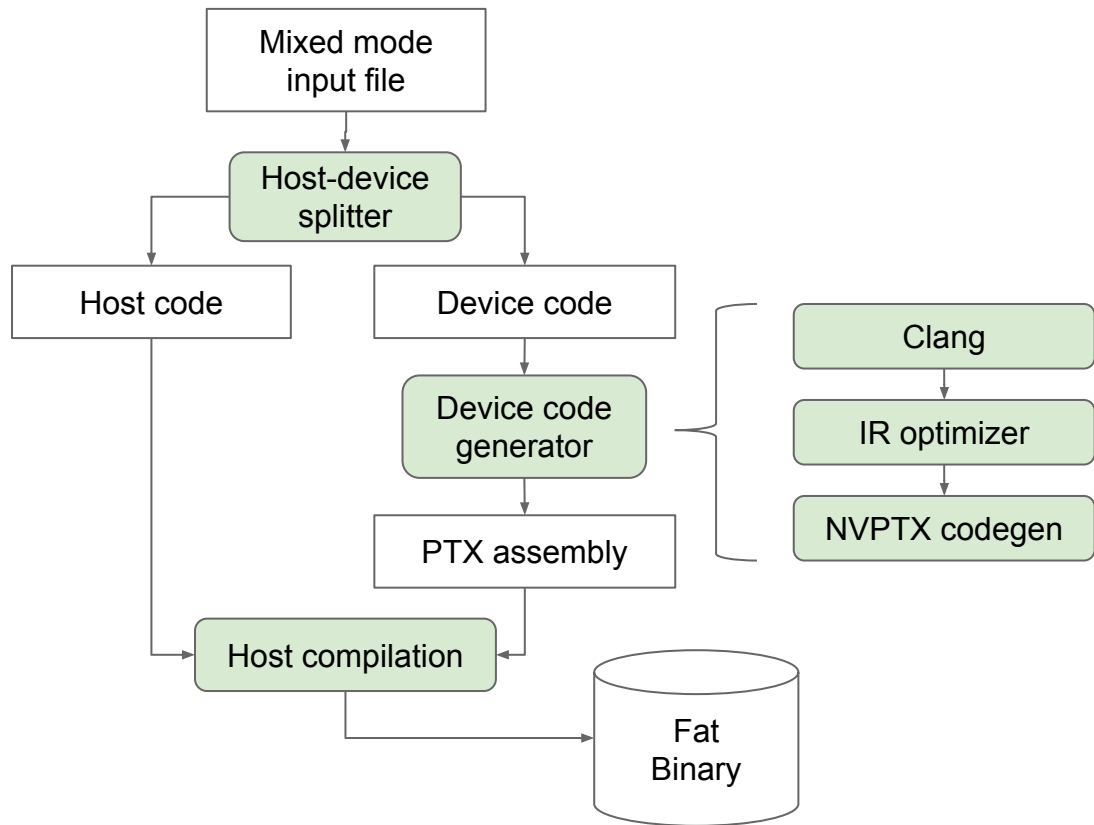 Mixed mode
input file
Host-device
splitter
Host code
Device code
Device code
generator
PTX assembly
Clang
IR optimizer
NVPTX codegen
Host compilation
Fat
Binary